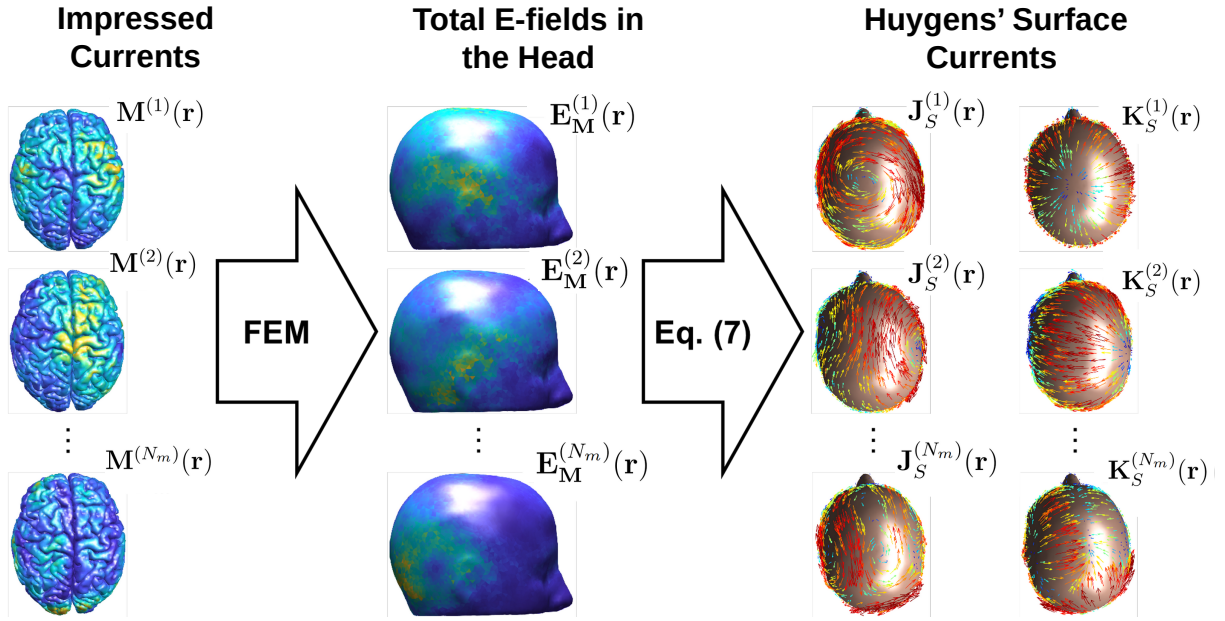 Impressed
Currents
Total E-fields in
the Head
Huygens’ Surface
Currents
M^{(1)}(r)
E_M^{(1)}(r)
J_S^{(1)}(r)
K_S^{(1)}(r)
M^{(2)}(r)
E_M^{(2)}(r)
J_S^{(2)}(r)
K_S^{(2)}(r)
FEM
Eq. (7)
M^{(N_m)}(r)
E_M^{(N_m)}(r)
J_S^{(N_m)}(r)
K_S^{(N_m)}(r)